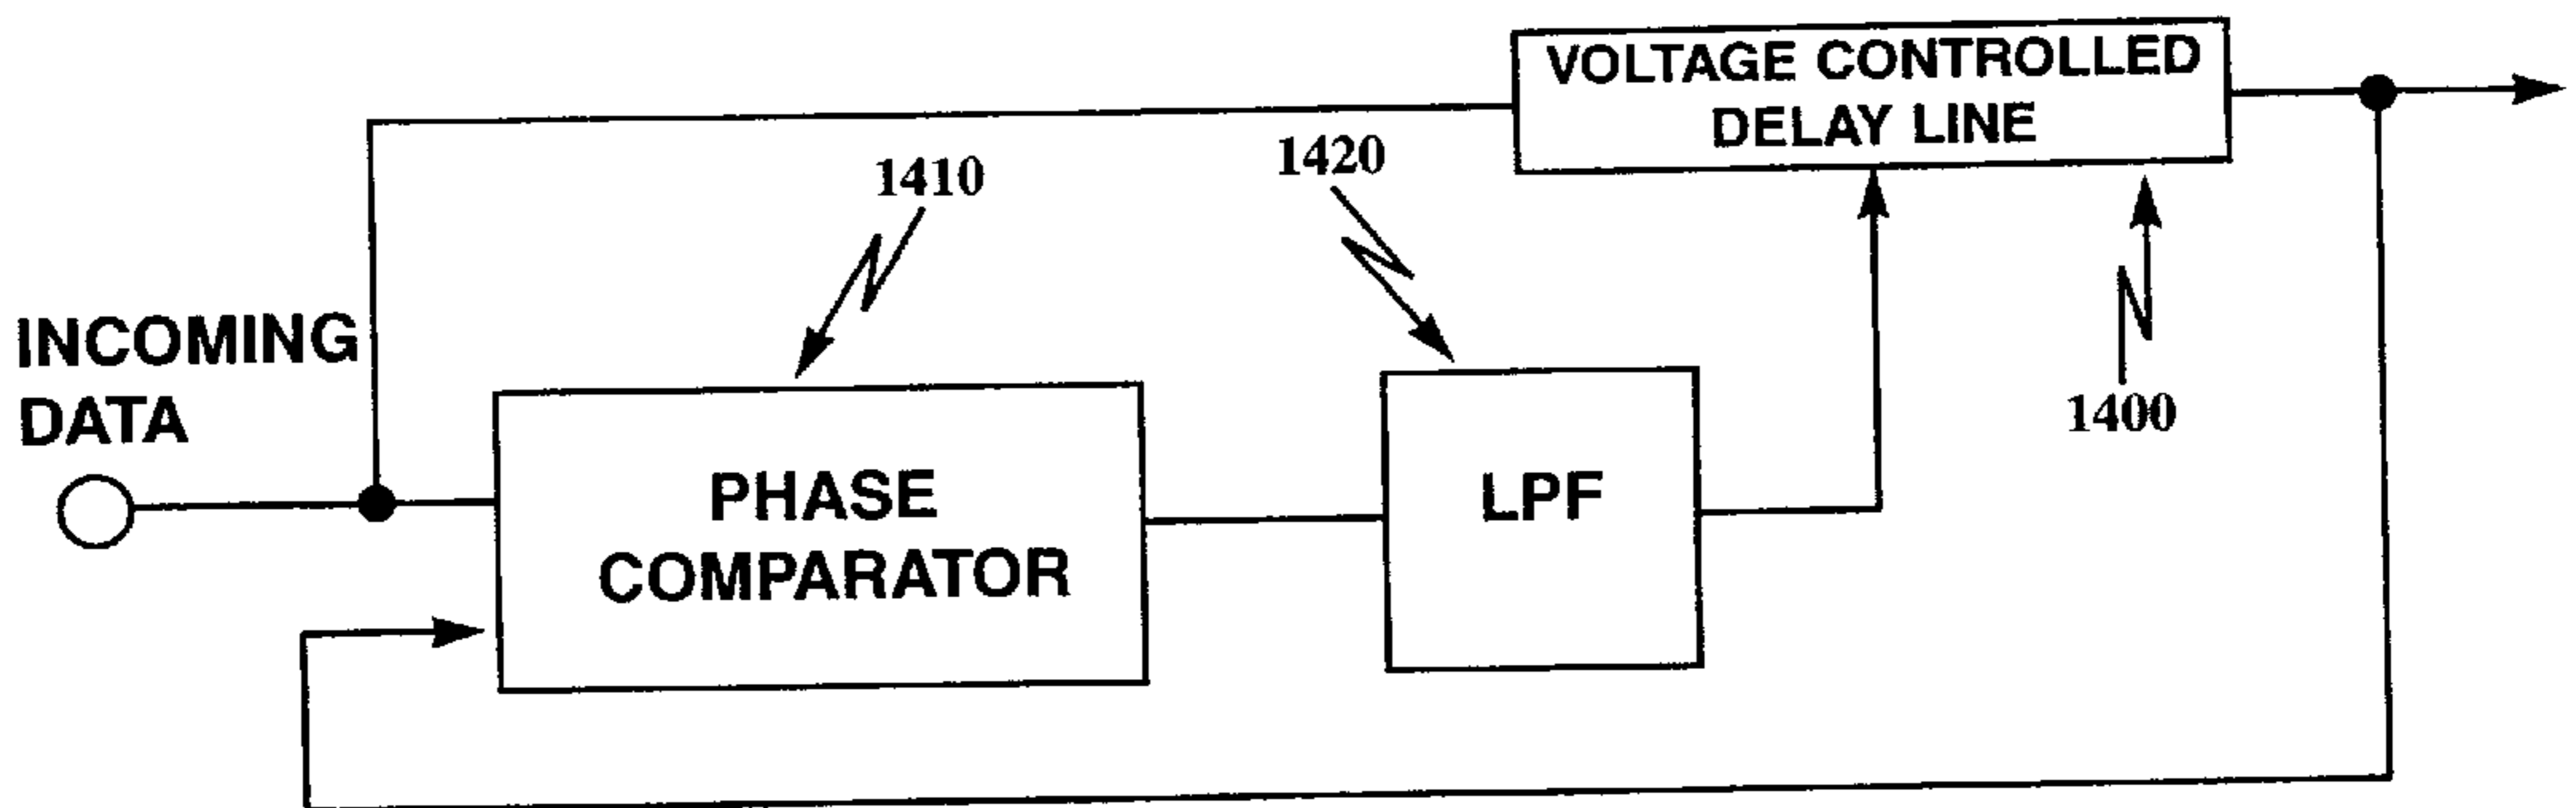 VOLTAGE CONTROLLED
DELAY LINE
1410
1420
INCOMING
DATA
1400
PHASE
COMPARATOR
LPF